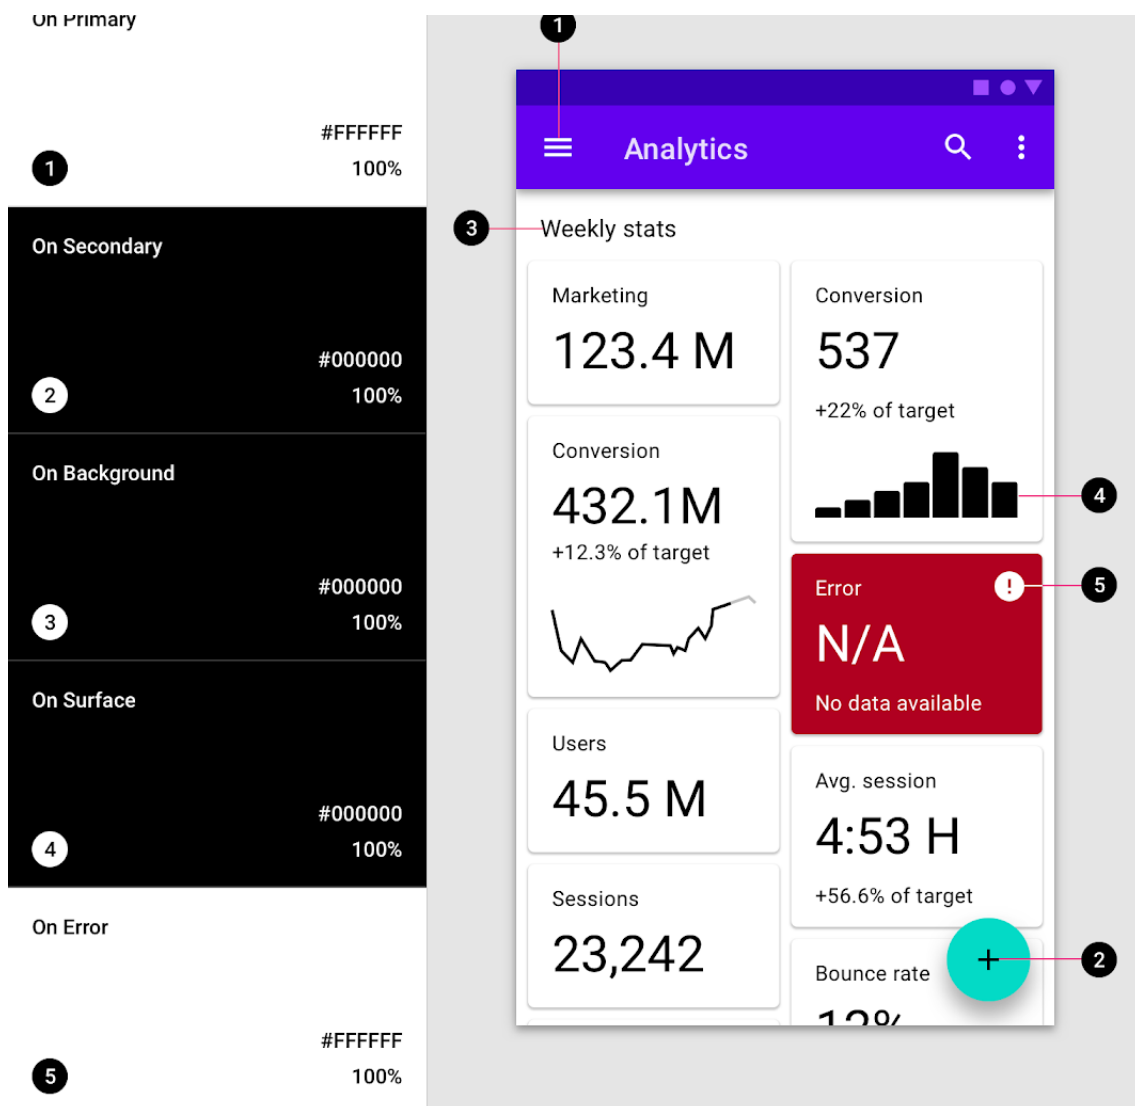 On Primary
#FFFFFF
1
100%
On Secondary
#000000
2
100%
On Background
#000000
3
100%
On Surface
#000000
4
100%
On Error
#FFFFFF
5
100%
1
Analytics
3
Weekly stats
Marketing
123.4 M
Conversion
432.1M
+12.3% of target
Users
45.5 M
Sessions
23,242
Conversion
537
+22% of target
4
Error
!
5
N/A
No data available
Avg. session
4:53 H
+56.6% of target
Bounce rate
+
2
12%